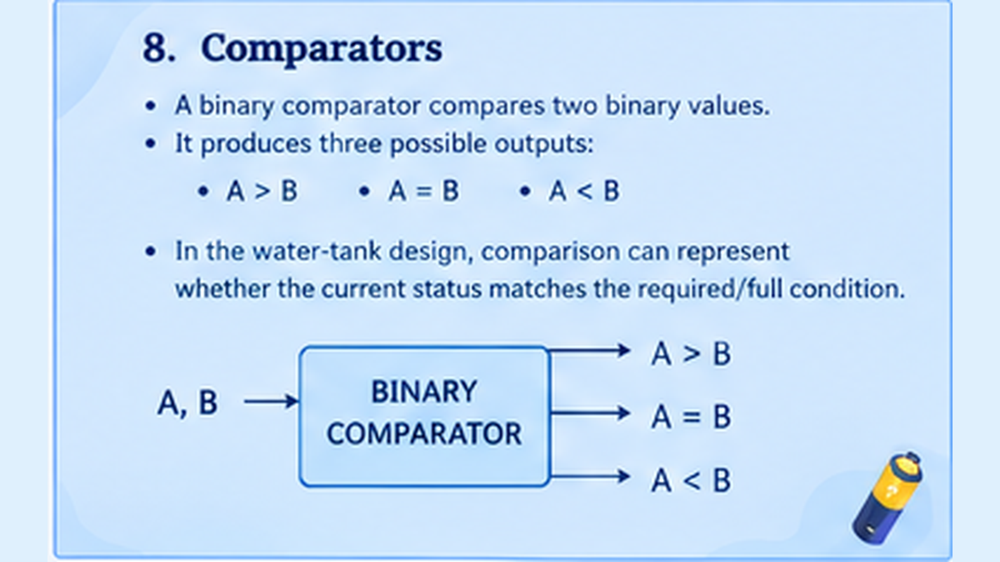 8. Comparators
• A binary comparator compares two binary values.
• It produces three possible outputs:
• A > B • A = B • A < B
• In the water-tank design, comparison can represent
whether the current status matches the required/full condition.
A > B
BINARY
A, B
A = B
COMPARATOR
A < B